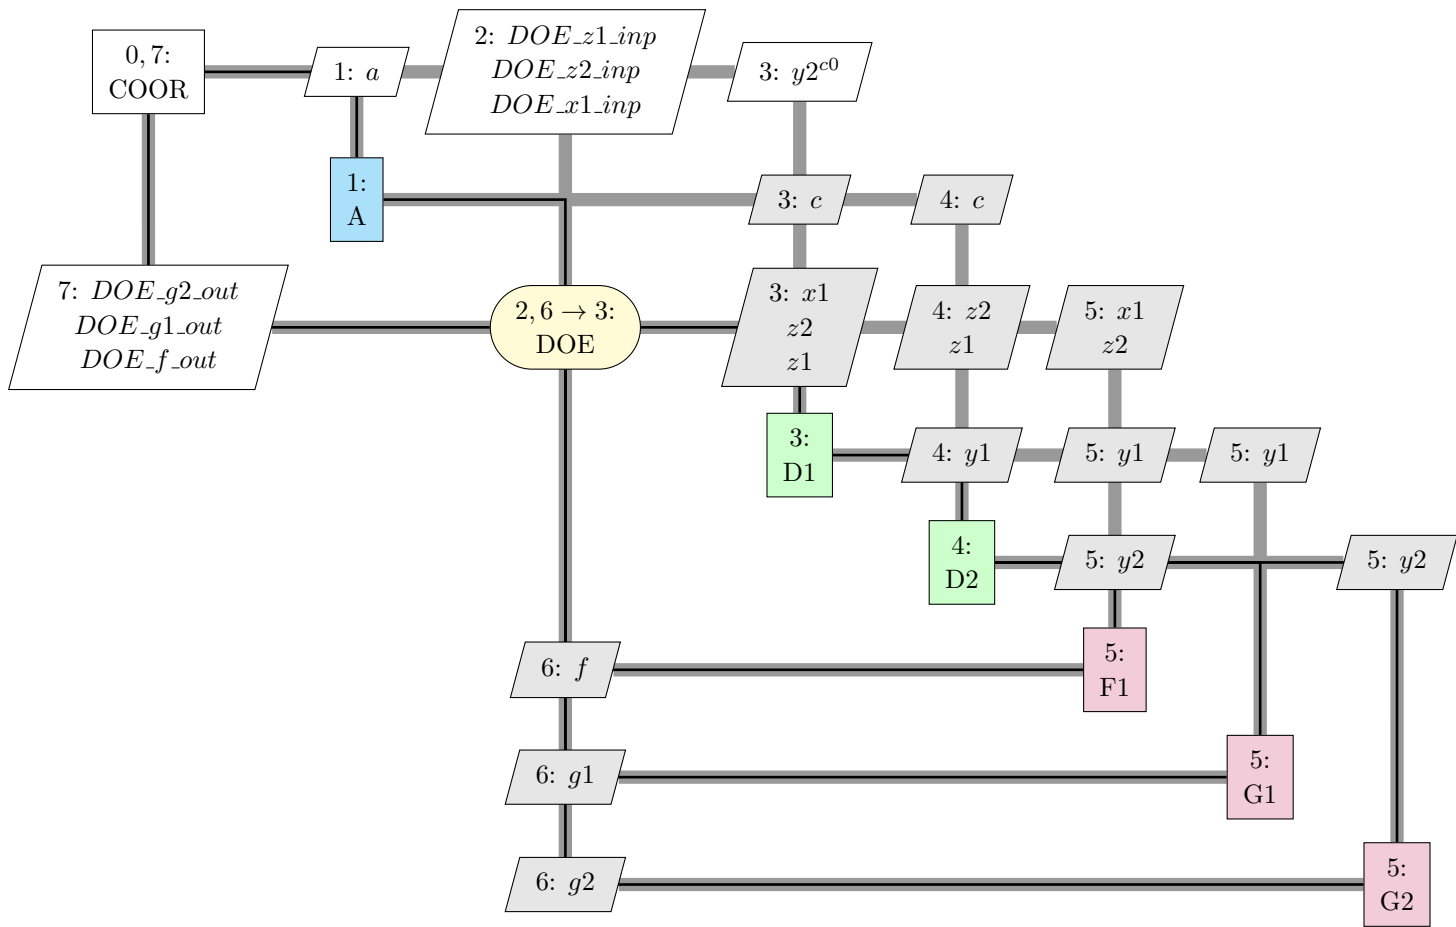 0, 7:
COOR
1: a
2: DOE_z1_inp
DOE_z2_inp
DOE_x1_inp
3: y2^{c0}
1:
A
3: c
4: c
7: DOE_g2_out
DOE_g1_out
DOE_f_out
2, 6 → 3:
DOE
3: x1
z2
z1
4: z2
z1
5: x1
z2
3:
D1
4: y1
5: y1
5: y1
4:
D2
5: y2
5: y2
6: f
5:
F1
6: g1
5:
G1
6: g2
5:
G2